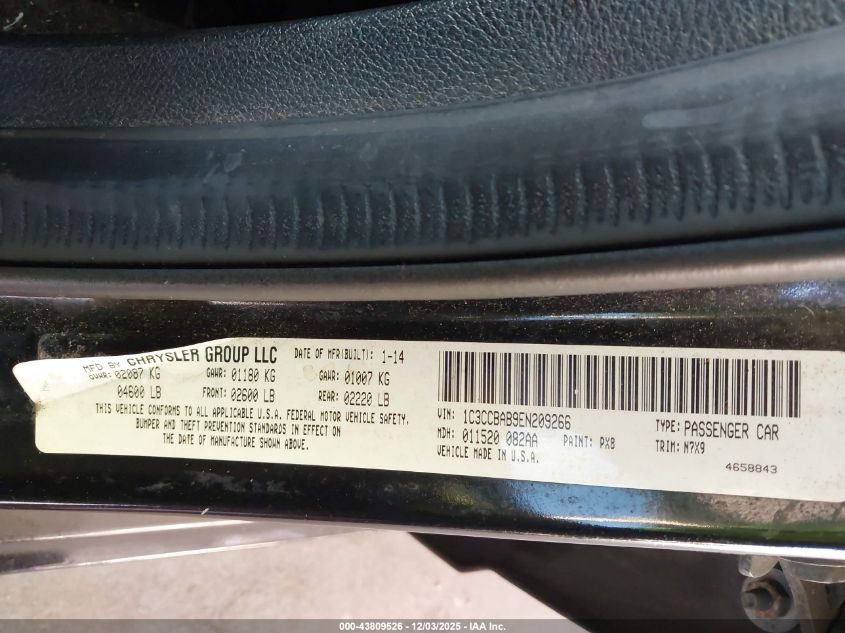 MFD BY CHRYSLER GROUP LLC DATE OF MFR(BUILT): 1-14
GVWR: 02087 KG GAWR: 01180 KG GAWR: 01007 KG
04600 LB FRONT: 02600 LB REAR: 02220 LB
THIS VEHICLE CONFORMS TO ALL APPLICABLE U.S.A. FEDERAL MOTOR VEHICLE SAFETY,
BUMPER AND THEFT PREVENTION STANDARDS IN EFFECT ON
THE DATE OF MANUFACTURE SHOWN ABOVE.
VIN: 1C3CCBAB9EN209266 TYPE: PASSENGER CAR
MDH: 011520 082AA PAINT: PX8 TRIM: N7X9
VEHICLE MADE IN U.S.A. 4658843
000-43809526 - 12/03/2025 - IAA Inc.